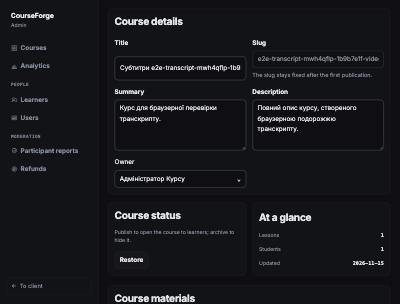 CourseForge
Admin
Courses
Analytics
PEOPLE
Learners
Users
MODERATION
Participant reports
Refunds
← To client
Course details
Title
Субтитри e2e-transcript-mwh4qflp-1b9
Slug
e2e-transcript-mwh4qflp-1b9b7e1f-vide
The slug stays fixed after the first publication.
Summary
Курс для браузерної перевірки
транскрипту.
Description
Повний опис курсу, створеного
браузерною подорожжю
транскрипту.
Owner
Адміністратор Курсу
Course status
Publish to open the course to learners; archive to
hide it.
Restore
At a glance
Lessons 1
Students 1
Updated 2026-11-15
Course materials